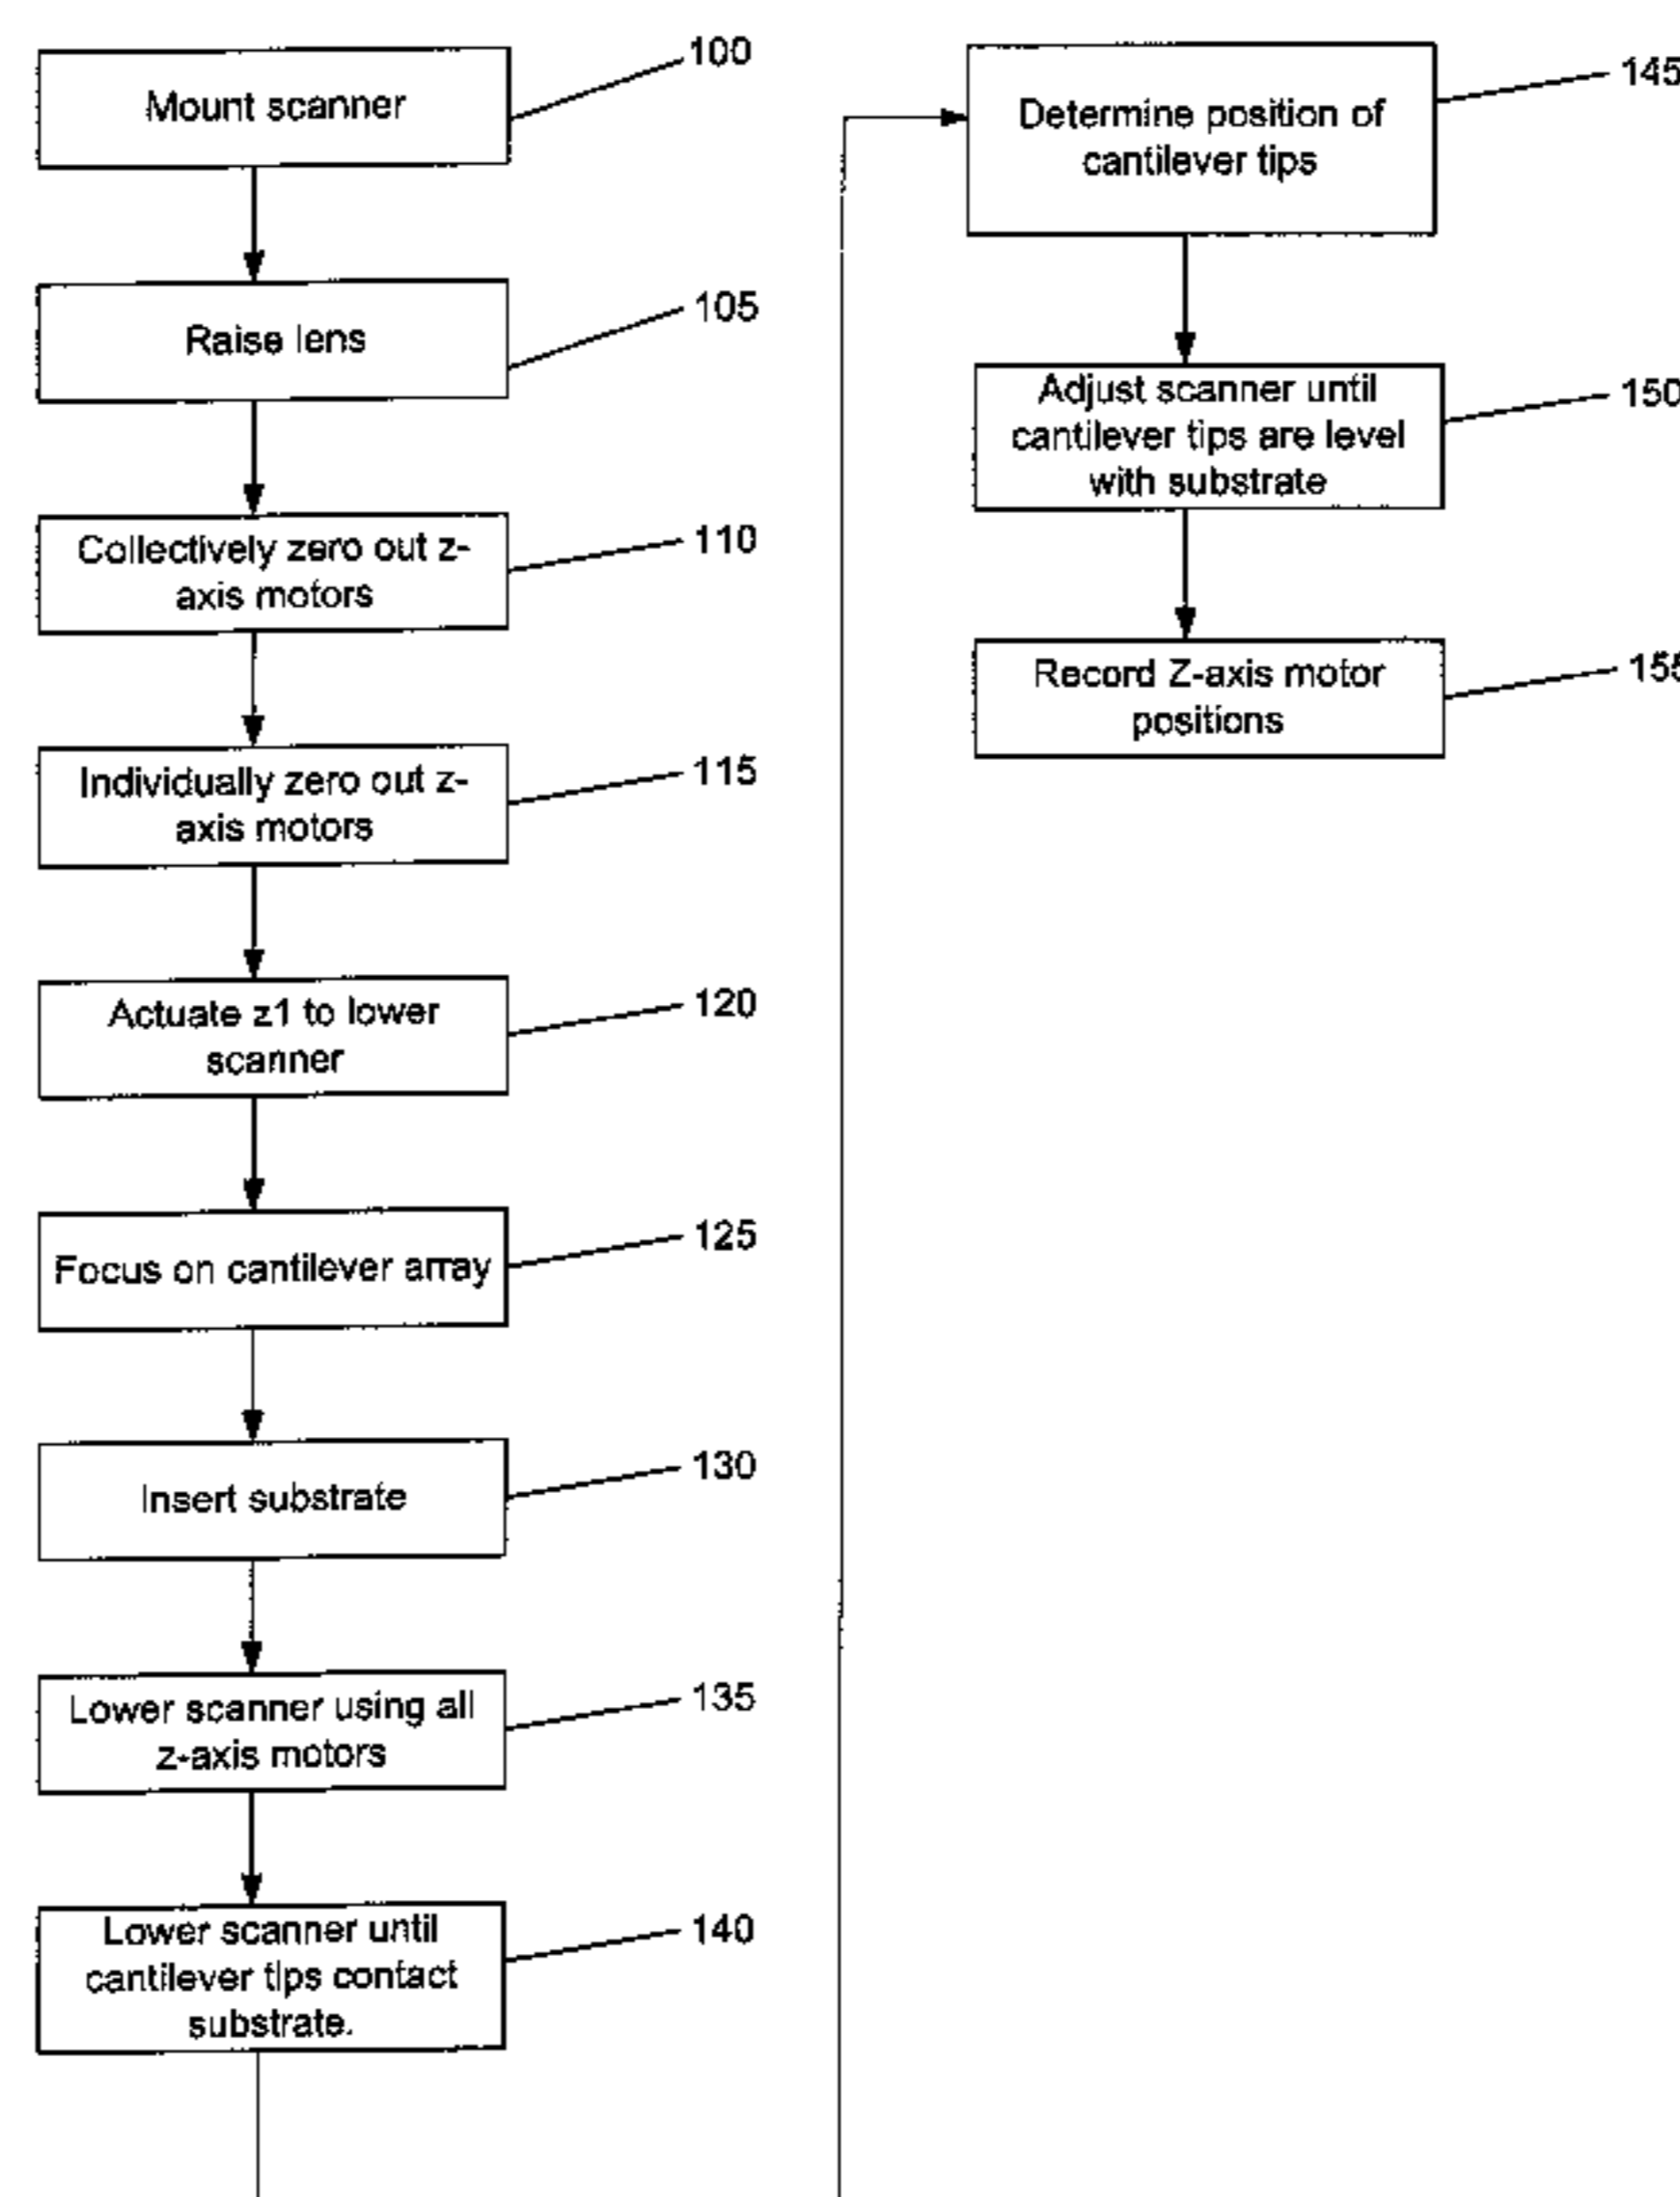 Mount scanner
100
Raise lens
105
Collectively zero out z-
axis motors
110
Individually zero out z-
axis motors
115
Actuate z1 to lower
scanner
120
Focus on cantilever array
125
Insert substrate
130
Lower scanner using all
z-axis motors
135
Lower scanner until
cantilever tips contact
substrate.
140
Determine position of
cantilever tips
145
Adjust scanner until
cantilever tips are level
with substrate
150
Record Z-axis motor
positions
155